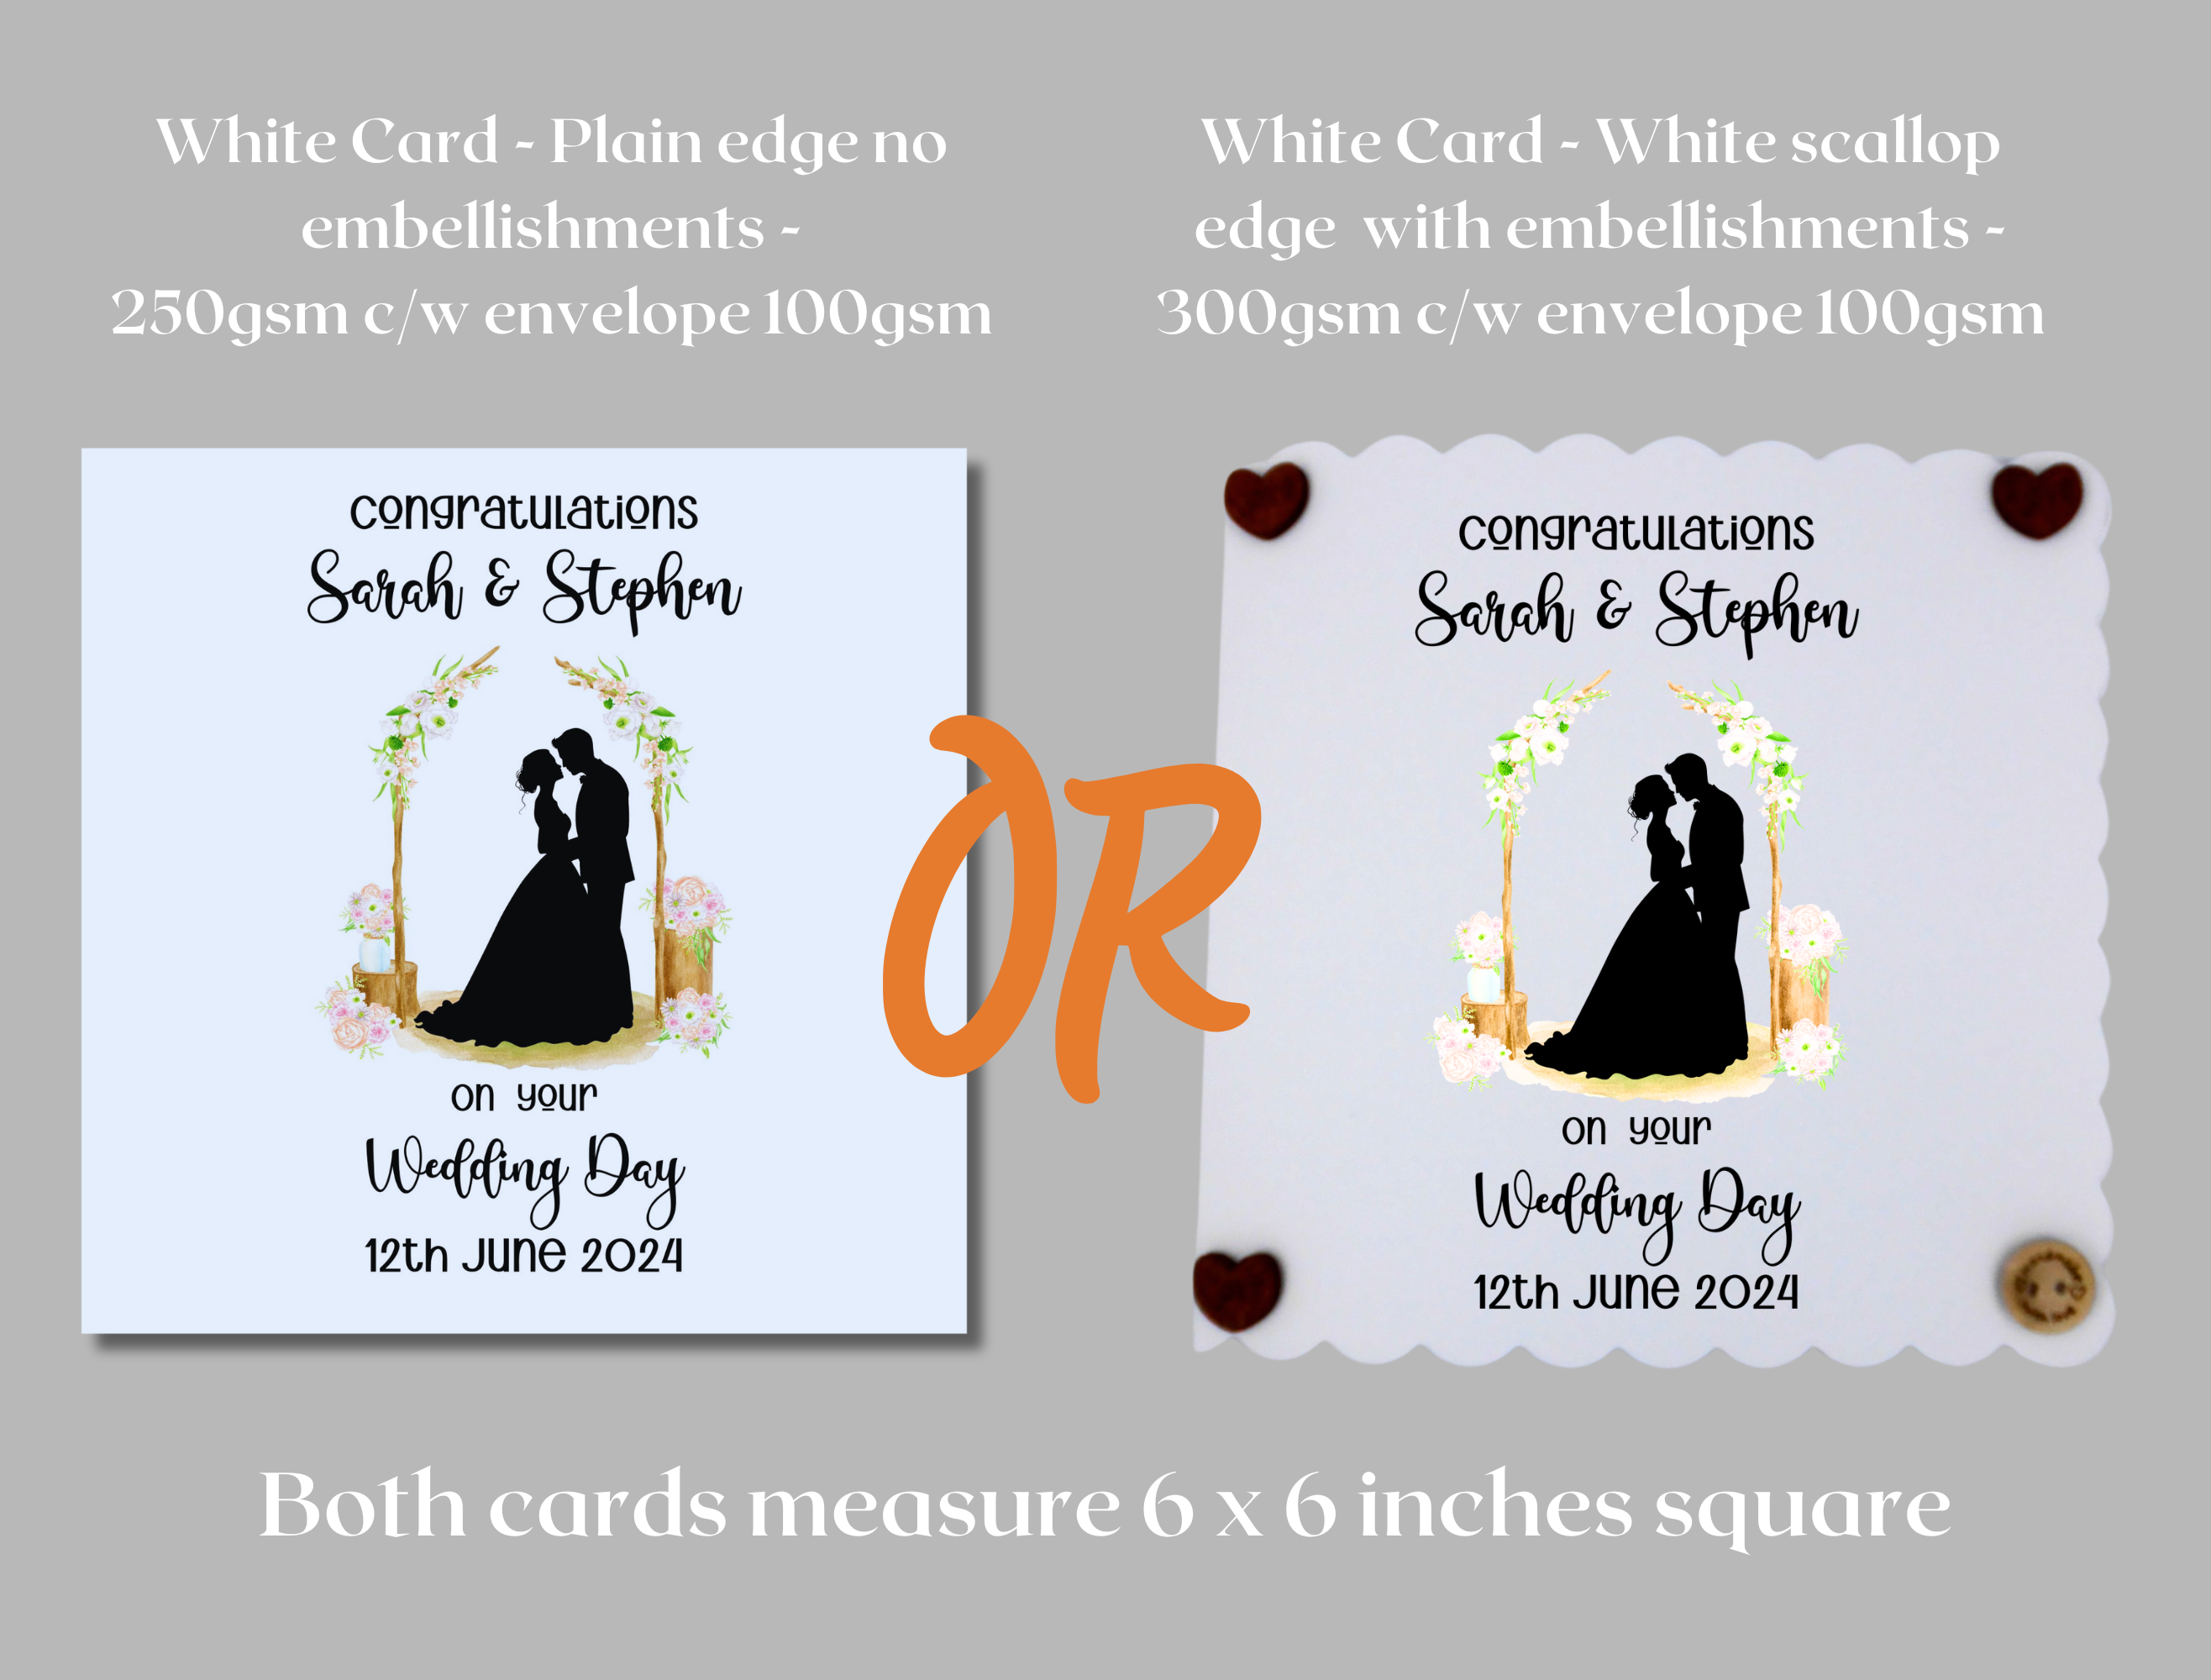 White Card - Plain edge no
embellishments -
250gsm c/w envelope 100gsm
White Card - White scallop
edge with embellishments -
300gsm c/w envelope 100gsm
congratulations
Sarah & Stephen
on your
Wedding Day
12th June 2024
OR
congratulations
Sarah & Stephen
on your
Wedding Day
12th June 2024
Both cards measure 6 x 6 inches square